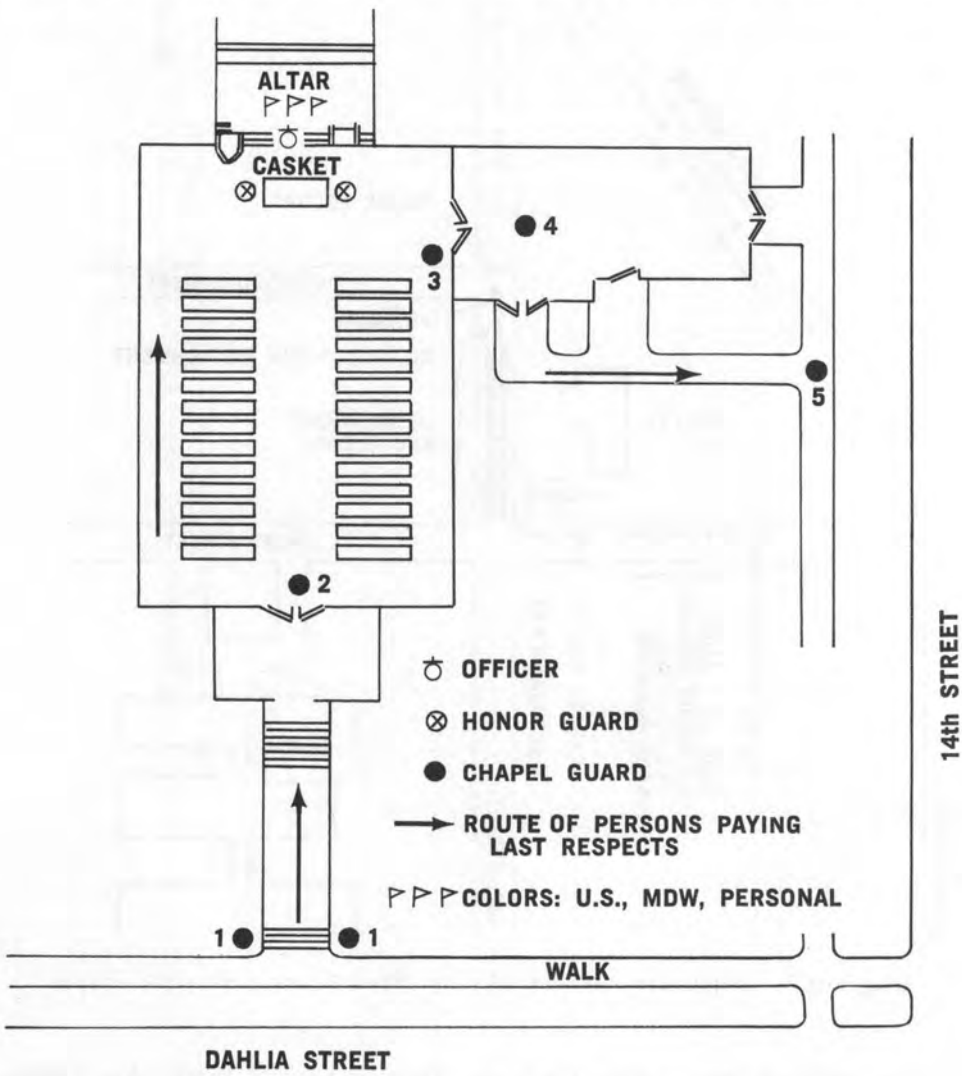 ALTAR
CASKET
4
3
5
2
OFFICER
HONOR GUARD
CHAPEL GUARD
ROUTE OF PERSONS PAYING
LAST RESPECTS
COLORS: U.S., MDW, PERSONAL
14th STREET
1
1
WALK
DAHLIA STREET